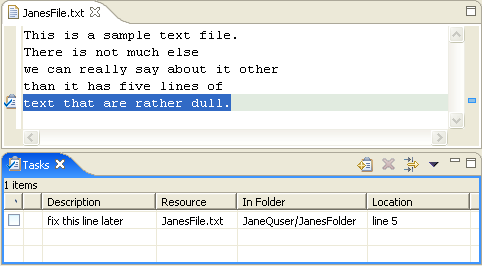 JanesFile.txt
This is a sample text file.
There is not much else
we can really say about it other
than it has five lines of
text that are rather dull.
Tasks
1 items
Description Resource In Folder Location
fix this line later JanesFile.txt JaneQuser/JanesFolder line 5